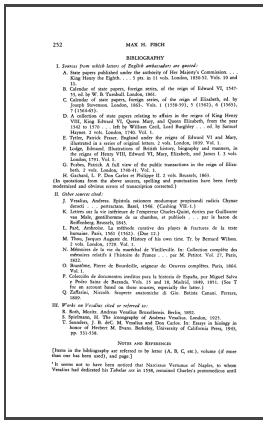 252 MAX H. FISCH
BIBLIOGRAPHY
I. Sources from which letters of English ambassadors are quoted:
A. State papers published under the authority of Her Majesty's Commission. . . .
King Henry the Eighth. . . . 5 pts. in 11 vols. London, 1830-52. Vols. 10 and
11.
B. Calendar of state papers, foreign series, of the reign of Edward VI, 1547-
53, ed. by W. B. Turnbull. London, 1861.
C. Calendar of state papers, foreign series, of the reign of Elizabeth, ed. by
Joseph Stevenson. London, 1863- Vols. 1 (1558-59), 5 (1562), 6 (1563),
7 (1564-65).
D. A collection of state papers relating to affairs in the reigns of King Henry
VIII, King Edward VI, Queen Mary, and Queen Elizabeth, from the year
1542 to 1570 . . . left by William Cecil, Lord Burghley . . . ed. by Samuel
Haynes. 2 vols. London, 1740. Vol. 1.
E. Tytler, Patrick Fraser. England under the reigns of Edward VI and Mary,
illustrated in a series of original letters. 2 vols. London, 1839. Vol. 1.
F. Lodge, Edmund. Illustrations of British history, biography and manners, in
the reigns of Henry VIII, Edward VI, Mary, Elizabeth, and James I. 3 vols.
London, 1791. Vol. 1.
G. Forbes, Patrick. A full view of the public transactions in the reign of Eliza-
beth. 2 vols. London, 1740-41. Vol. 1.
H. Gachard, L. P. Don Carlos et Philippe II. 2 vols. Brussels, 1863.
(In quotations from the above sources, spelling and punctuation have been freely
modernized and obvious errors of transcription corrected.)
II. Other sources cited:
J. Vesalius, Andreas. Epistola rationem modumque propinandi radicis Chynae
decocti . . . pertractans. Basel, 1546. (Cushing VII.-1.)
K. Lettres sur la vie intérieure de l'empereur Charles-Quint, écrites par Guillaume
van Male, gentilhomme de sa chambre, et publiées . . . par le baron de
Reiffenberg. Brussels, 1843.
L. Paré, Ambroise. La méthode curative des playes et fractures de la teste
humaine. Paris, 1561 (1562). (Doe 12.)
M. Thou, Jacques Auguste de. History of his own time. Tr. by Bernard Wilson.
2 vols. London, 1729. Vol. 1.
N. Mémoires de la vie du maréchal de Vieilleville. In: Collection complète des
mémoires relatifs à l'histoire de France . . . par M. Petitot. Vol. 27, Paris,
1822.
O. Brantôme, Pierre de Bourdeille, seigneur de. Oeuvres complètes. Paris, 1864.
Vol. 1.
P. Colección de documentos inéditos para la historia de España, por Miguel Salva
y Pedro Sainz de Baranda. Vols. 15 and 18, Madrid, 1849, 1851. (See T
for an account based on these sources, especially the latter.)
Q. Zaffarini, Niccolò. Scoperte anatomiche di Gio. Batista Canani. Ferrara,
1809.
III. Works on Vesalius cited or referred to:
R. Roth, Moritz. Andreas Vesalius Bruxellensis. Berlin, 1892.
S. Spielmann, M. The iconography of Andreas Vesalius. London, 1925.
T. Saunders, J. B. deC. M. Vesalius and Don Carlos. In: Essays in biology in
honor of Herbert M. Evans. Berkeley, University of California Press, 1943,
pp. 531-538.
NOTES AND REFERENCES
[Items in the bibliography are referred to by letter (A, B, C, etc.), volume (if more
than one has been used), and page.]
¹ It seems not to have been noticed that Narcissus Vertunus of Naples, to whom
Vesalius had dedicated his Tabulae sex in 1538, remained Charles's protomedico until